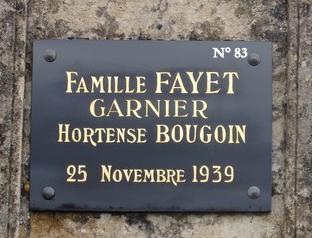 N° 83
FAMILLE FAYET
GARNIER
HORTENSE BOUGOIN
25 NOVEMBRE 1939